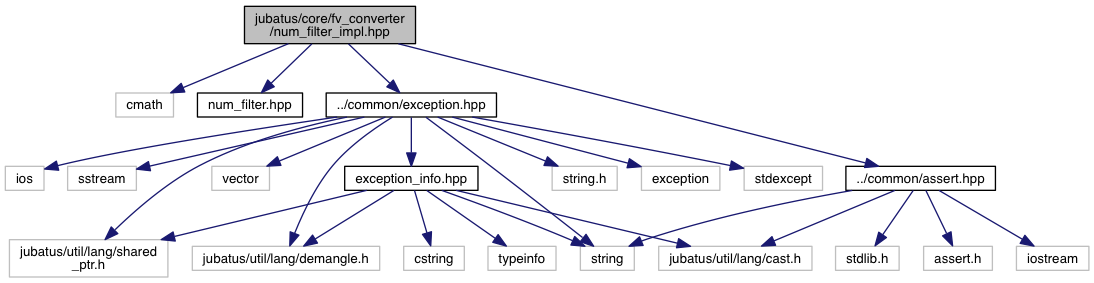 jubatus/core/fv_converter
/num_filter_impl.hpp
cmath
num_filter.hpp
../common/exception.hpp
ios
sstream
vector
exception_info.hpp
string.h
exception
stdexcept
../common/assert.hpp
jubatus/util/lang/shared
_ptr.h
jubatus/util/lang/demangle.h
cstring
typeinfo
string
jubatus/util/lang/cast.h
stdlib.h
assert.h
iostream